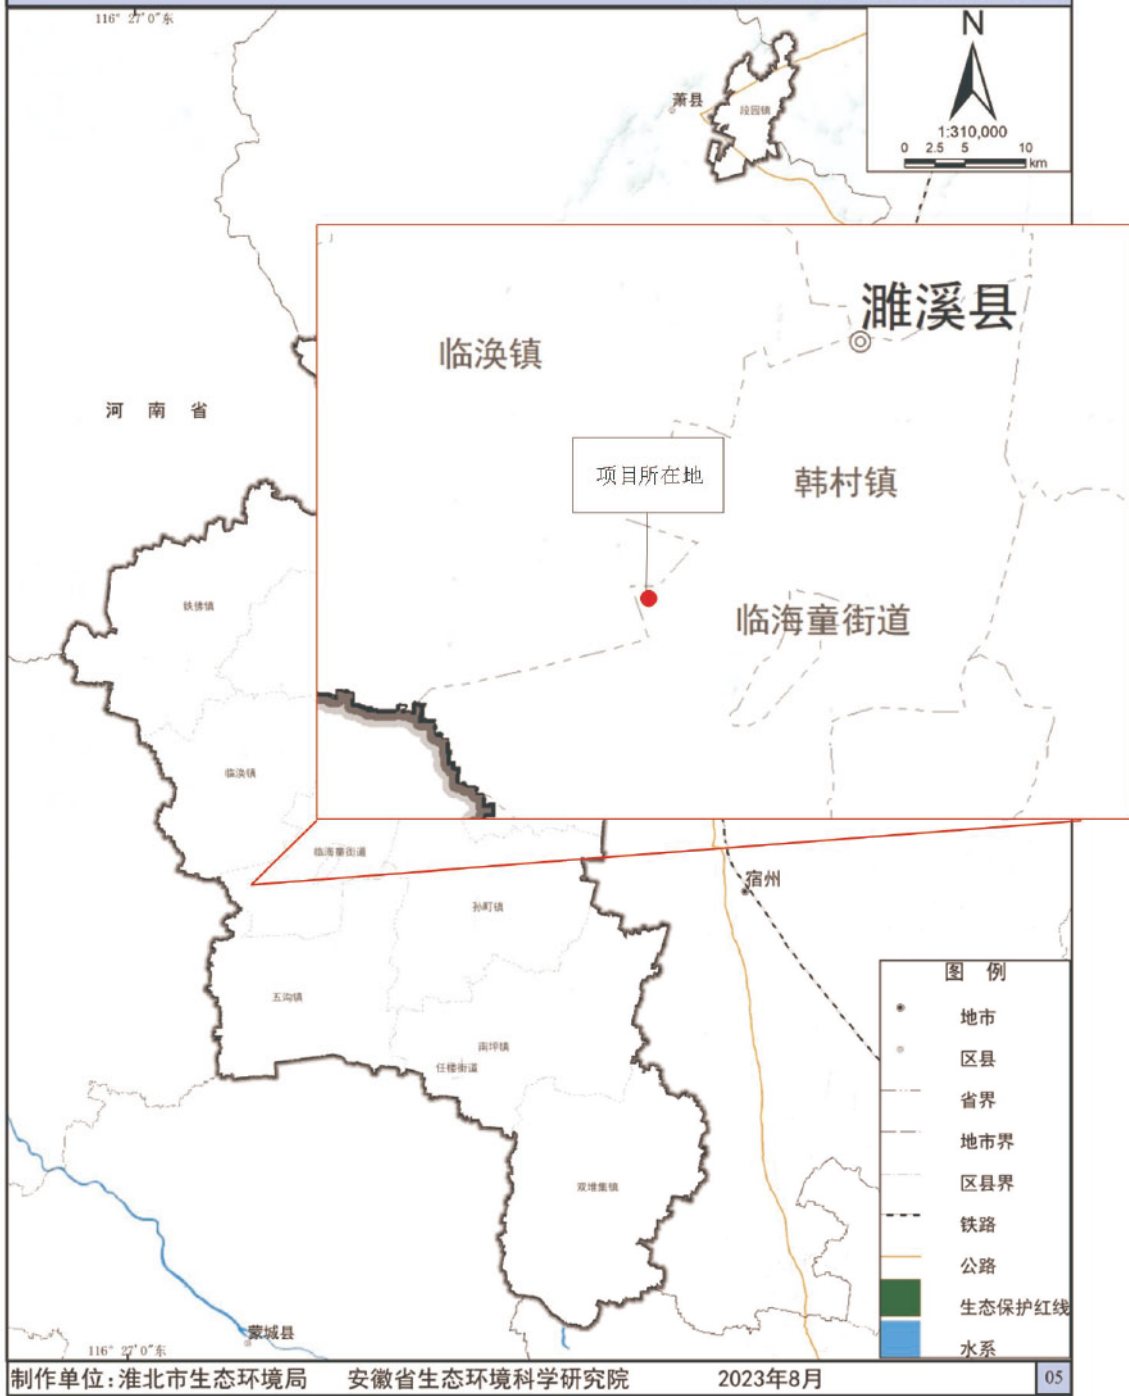 116° 27'0"东
N
1:310,000
0 2.5 5 10
km
萧县
段园镇
濉溪县
临涣镇
河 南 省
项目所在地
韩村镇
铁佛镇
临海童街道
临涣镇
临海童街道
宿州
孙町镇
五沟镇
南坪镇
任楼街道
双堆集镇
蒙城县
图 例
地市
区县
省界
地市界
区县界
铁路
公路
生态保护红线
水系
116° 27'0"东
制作单位:淮北市生态环境局 安徽省生态环境科学研究院 2023年8月 05